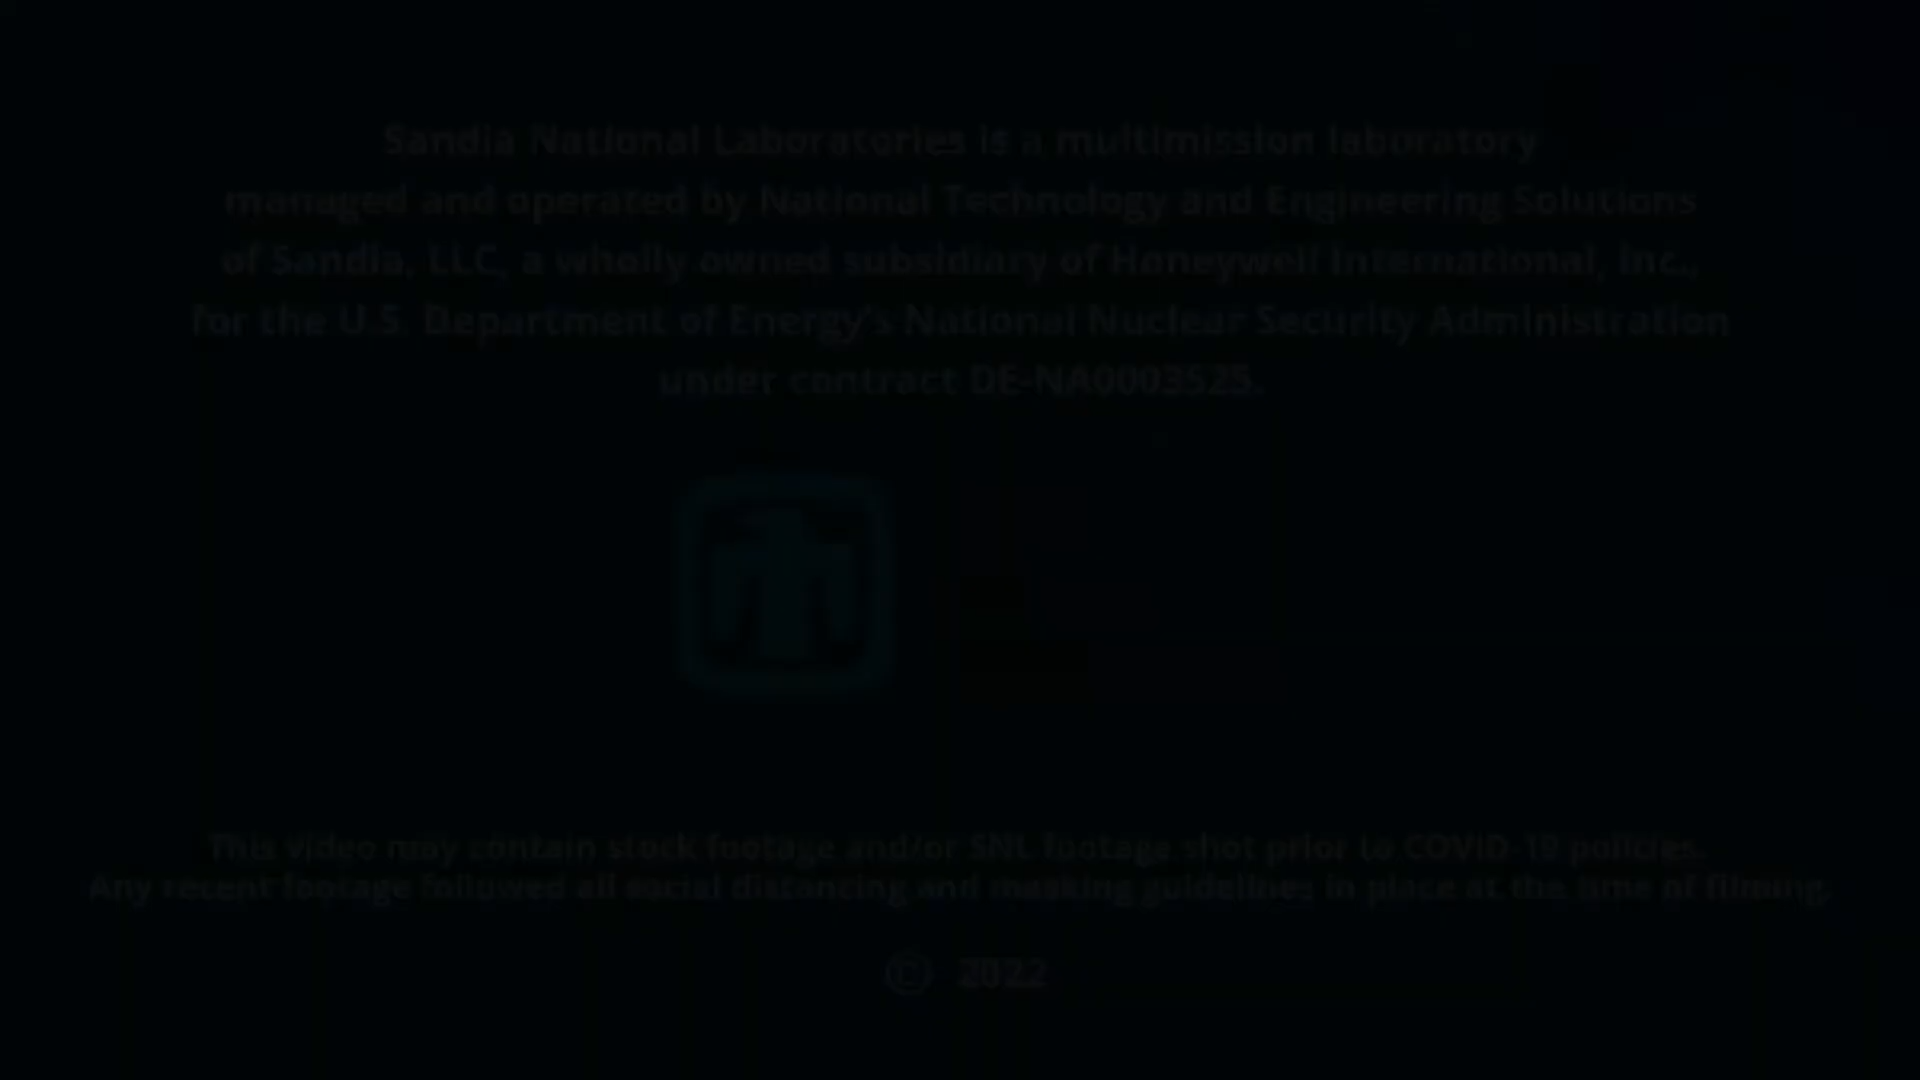 Sandia National Laboratories is a multimission laboratory
managed and operated by National Technology and Engineering Solutions
of Sandia, LLC, a wholly owned subsidiary of Honeywell International, Inc.,
for the U.S. Department of Energy's National Nuclear Security Administration
under contract DE-NA0003525.
This video may contain stock footage and/or SNL footage shot prior to COVID-19 policies.
Any recent footage followed all social distancing and masking guidelines in place at the time of filming.
© 2022